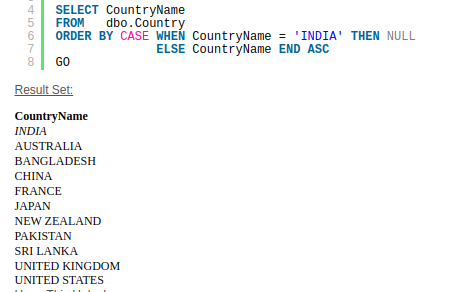 4 SELECT CountryName
5 FROM   dbo.Country
6 ORDER BY CASE WHEN CountryName = 'INDIA' THEN NULL
7               ELSE CountryName END ASC
8 GO
Result Set:
CountryName
INDIA
AUSTRALIA
BANGLADESH
CHINA
FRANCE
JAPAN
NEW ZEALAND
PAKISTAN
SRI LANKA
UNITED KINGDOM
UNITED STATES